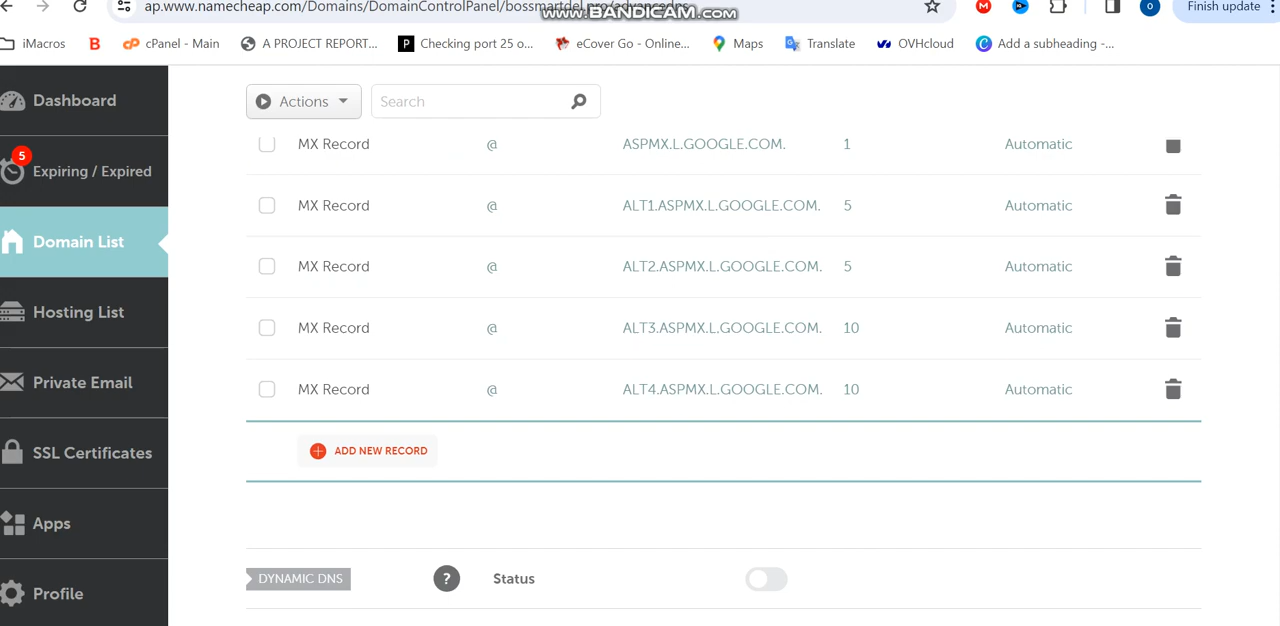 ap.www.namecheap.com/Domains/DomainControlPanel/bossmartdel.pro/advancedns
www.BANDICAM.com
M
O
Finish update
iMacros
B
cPanel - Main
A PROJECT REPORT...
P
Checking port 25 o...
eCover Go - Online...
Maps
Translate
OVHcloud
Add a subheading -...
Dashboard
5
Expiring / Expired
Domain List
Hosting List
Private Email
SSL Certificates
Apps
Profile
Actions
Search
MX Record @ ASPMX.L.GOOGLE.COM. 1 Automatic
MX Record @ ALT1.ASPMX.L.GOOGLE.COM. 5 Automatic
MX Record @ ALT2.ASPMX.L.GOOGLE.COM. 5 Automatic
MX Record @ ALT3.ASPMX.L.GOOGLE.COM. 10 Automatic
MX Record @ ALT4.ASPMX.L.GOOGLE.COM. 10 Automatic
ADD NEW RECORD
DYNAMIC DNS ? Status